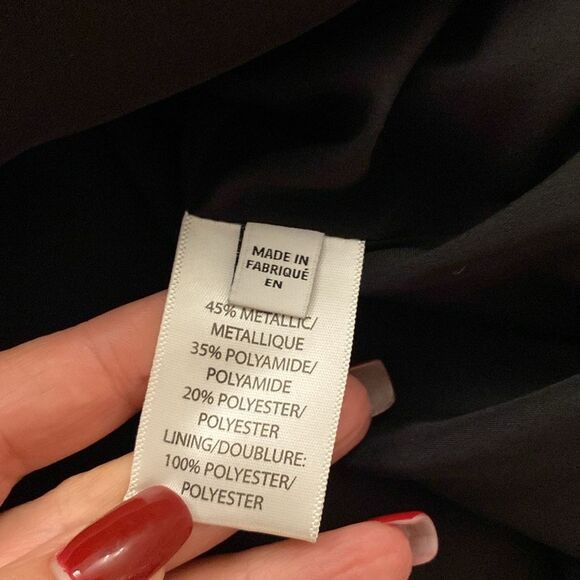 MADE IN
FABRIQUÉ
EN
45% METALLIC/
METALLIQUE
35% POLYAMIDE/
POLYAMIDE
20% POLYESTER/
POLYESTER
LINING/DOUBLURE:
100% POLYESTER/
POLYESTER